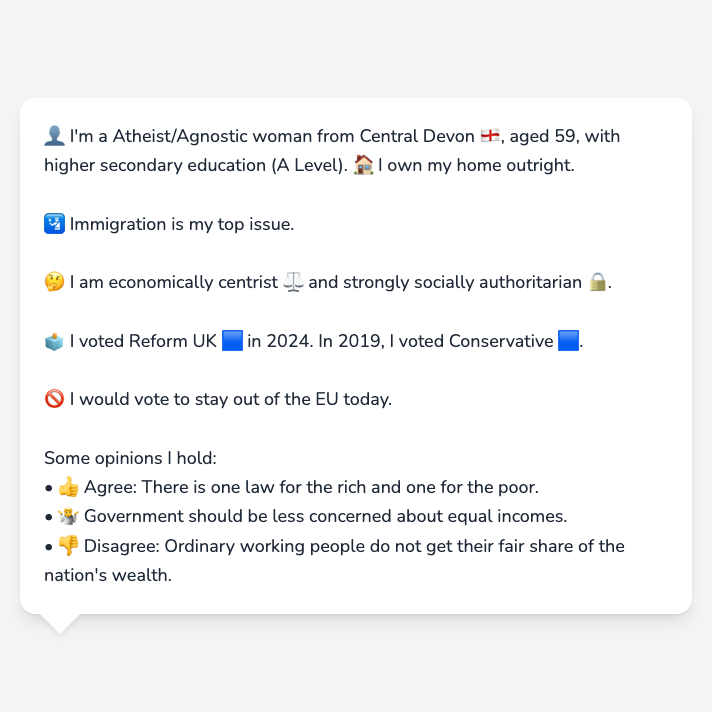 👤 I'm a Atheist/Agnostic woman from Central Devon 🏴󠁧󠁢󠁥󠁮󠁧󠁿, aged 59, with
higher secondary education (A Level). 🏠 I own my home outright.
🛂 Immigration is my top issue.
🤔 I am economically centrist ⚖️ and strongly socially authoritarian 🔒.
🗳️ I voted Reform UK 🟦 in 2024. In 2019, I voted Conservative 🟦.
🚫 I would vote to stay out of the EU today.
Some opinions I hold:
• 👍 Agree: There is one law for the rich and one for the poor.
• 🤷 Government should be less concerned about equal incomes.
• 👎 Disagree: Ordinary working people do not get their fair share of the
nation's wealth.